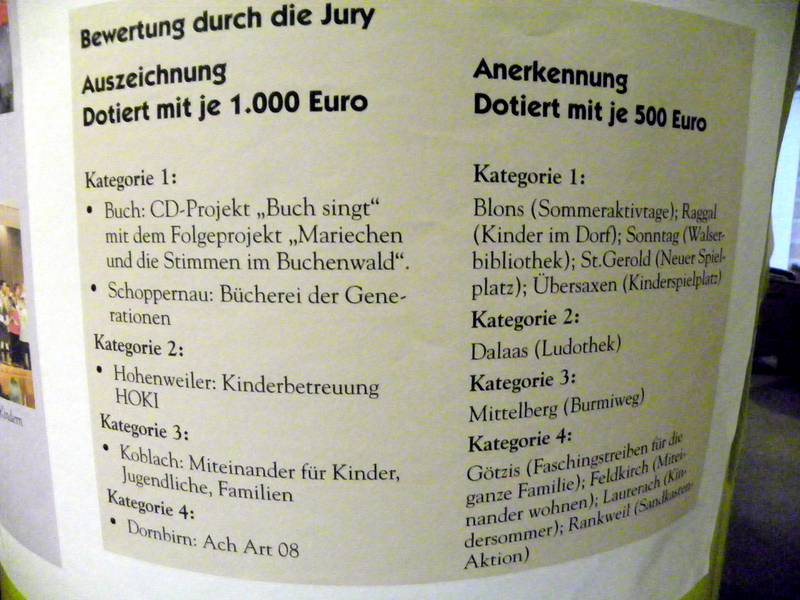 Bewertung durch die Jury
Auszeichnung
Dotiert mit je 1.000 Euro
Kategorie 1:
• Buch: CD-Projekt „Buch singt“
mit dem Folgeprojekt „Mariechen
und die Stimmen im Buchenwald“.
• Schoppernau: Bücherei der Gene-
rationen
Kategorie 2:
• Hohenweiler: Kinderbetreuung
HOKI
Kategorie 3:
• Koblach: Miteinander für Kinder,
Jugendliche, Familien
Kategorie 4:
• Dornbirn: Ach Art 08
Anerkennung
Dotiert mit je 500 Euro
Kategorie 1:
Blons (Sommeraktivtage); Raggal
(Kinder im Dorf); Sonntag (Walser-
bibliothek); St.Gerold (Neuer Spiel-
platz); Übersaxen (Kinderspielplatz)
Kategorie 2:
Dalaas (Ludothek)
Kategorie 3:
Mittelberg (Burmiweg)
Kategorie 4:
Götzis (Faschingstreiben für die
ganze Familie); Feldkirch (Mitei-
nander wohnen); Lauterach (Kin-
dersommer); Rankweil (Sandkasten-
Aktion)